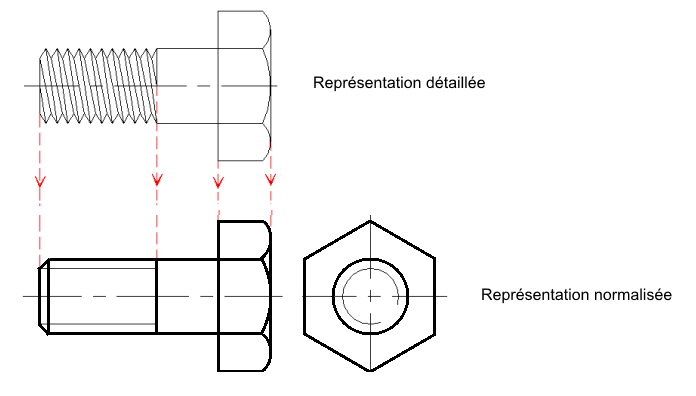 Représentation détaillée
Représentation normalisée